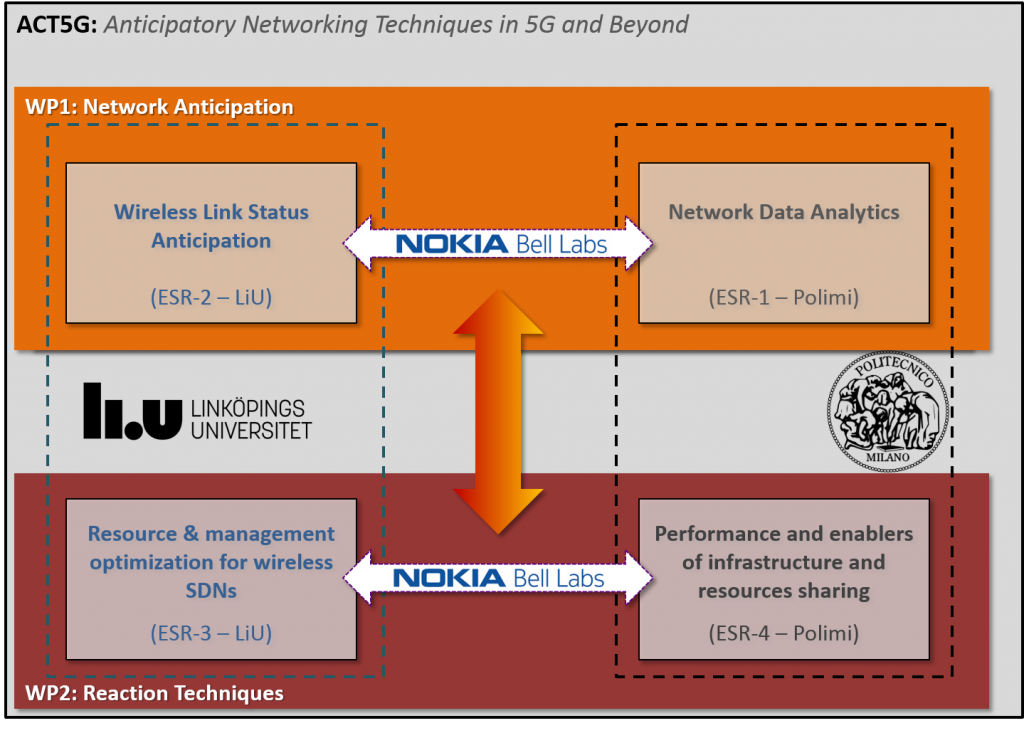 ACT5G: Anticipatory Networking Techniques in 5G and Beyond
WP1: Network Anticipation
Wireless Link Status
Anticipation
(ESR-2 – LiU)
NOKIA Bell Labs
Network Data Analytics
(ESR-1 – Polimi)
li.u LINKÖPINGS
UNIVERSITET
POLITECNICO
MILANO
Resource & management
optimization for wireless
SDNs
(ESR-3 – LiU)
NOKIA Bell Labs
Performance and enablers
of infrastructure and
resources sharing
(ESR-4 – Polimi)
WP2: Reaction Techniques